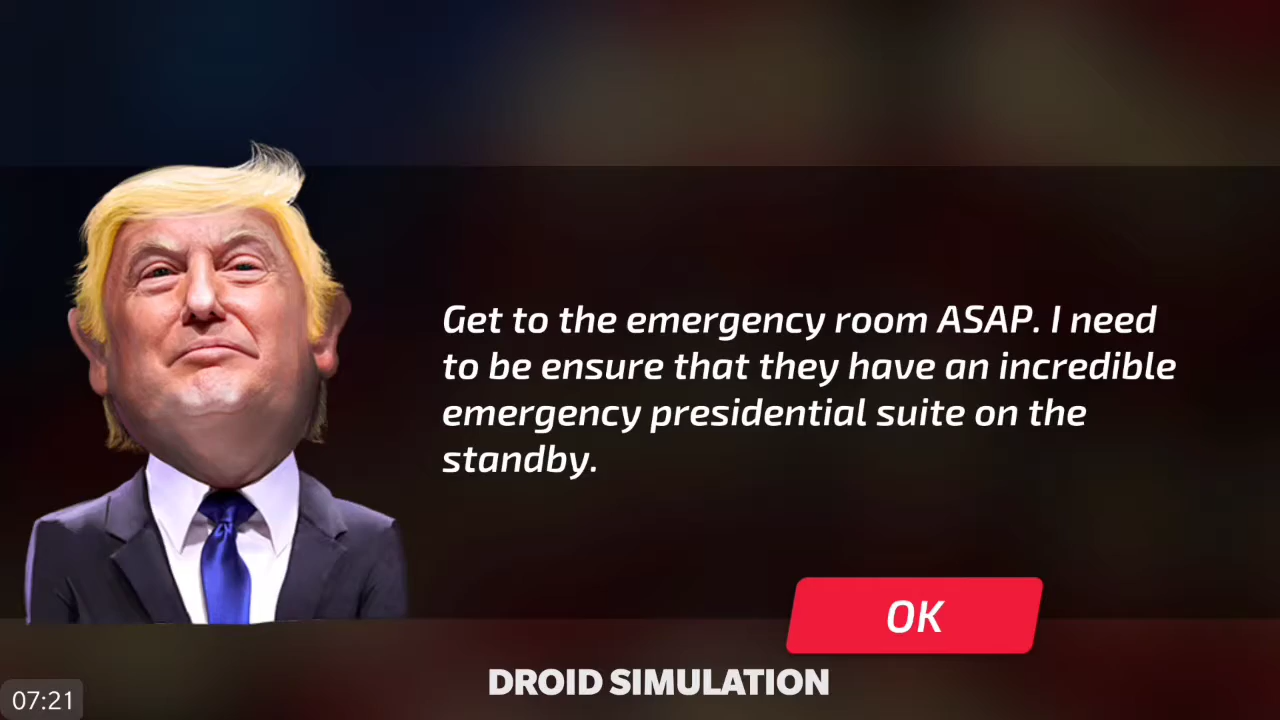 Get to the emergency room ASAP. I need
to be ensure that they have an incredible
emergency presidential suite on the
standby.
OK
DROID SIMULATION
07:21